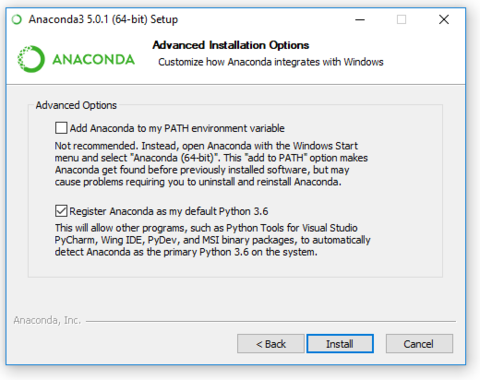 Anaconda3 5.0.1 (64-bit) Setup
ANACONDA
Advanced Installation Options
Customize how Anaconda integrates with Windows
Advanced Options
Add Anaconda to my PATH environment variable
Not recommended. Instead, open Anaconda with the Windows Start
menu and select "Anaconda (64-bit)". This "add to PATH" option makes
Anaconda get found before previously installed software, but may
cause problems requiring you to uninstall and reinstall Anaconda.
Register Anaconda as my default Python 3.6
This will allow other programs, such as Python Tools for Visual Studio
PyCharm, Wing IDE, PyDev, and MSI binary packages, to automatically
detect Anaconda as the primary Python 3.6 on the system.
Anaconda, Inc.
< Back
Install
Cancel